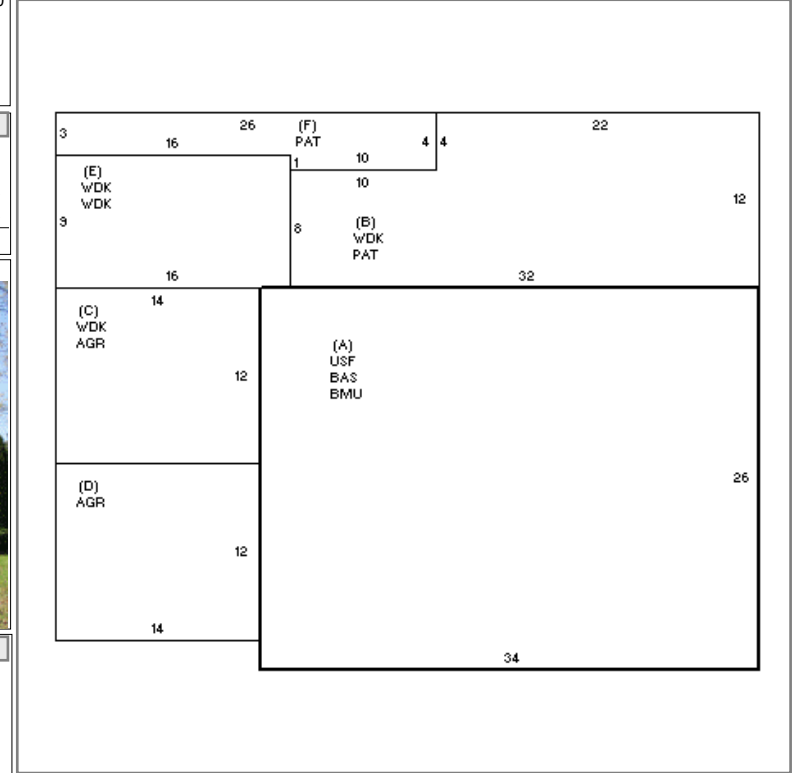 26
(F)
PAT
22
3
16
4
4
10
1
10
(E)
WDK
WDK
9
12
8
(B)
WDK
PAT
16
32
14
(C)
WDK
AGR
12
(A)
USF
BAS
BMU
26
(D)
AGR
12
14
34